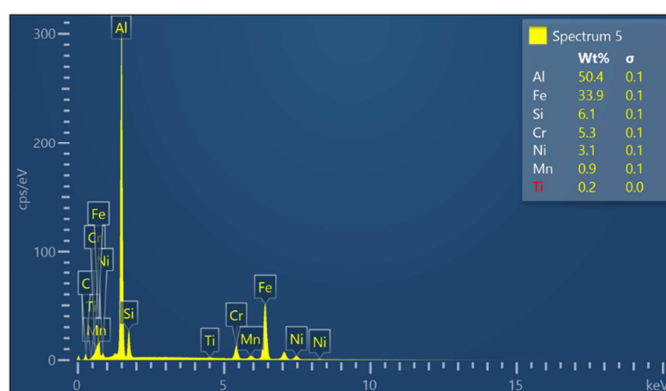 Al
300
Spectrum 5
Wt% σ
Al 50.4 0.1
Fe 33.9 0.1
Si 6.1 0.1
200
Cr 5.3 0.1
Ni 3.1 0.1
cps/eV
Mn 0.9 0.1
Ti 0.2 0.0
Fe
Cr
100
Ni
C
Fe
Ti
Si
Cr
Mn
Mn
Ni
Ti
Ni
0
0 5 10 15 keV